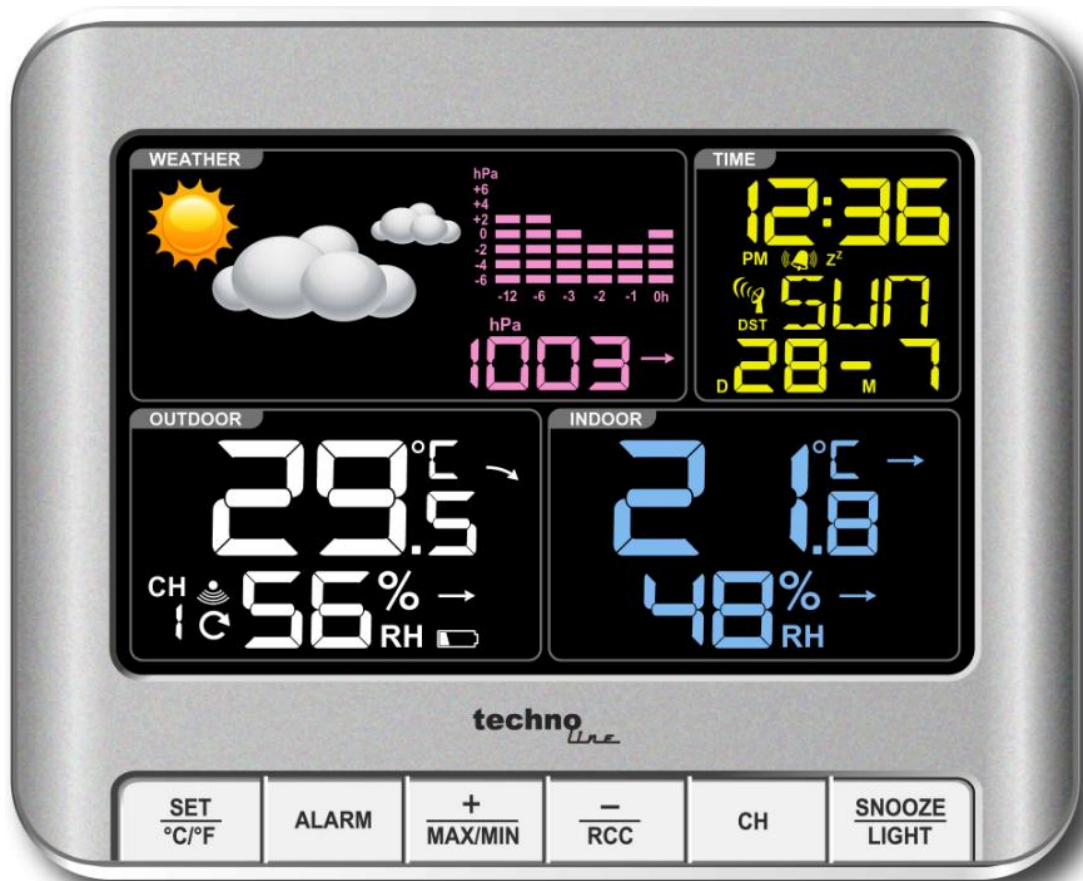 WEATHER
hPa
+6
+4
+2
0
-2
-4
-6
-12 -6 -3 -2 -1 0h
hPa
1003
TIME
12:36
PM Zz
SUN
DST
D 28- M 7
OUTDOOR
29.5 °C
CH 1
56% RH
INDOOR
21.8 °C
48% RH
techno
line
SET ALARM + − CH SNOOZE
°C/°F MAX/MIN RCC LIGHT